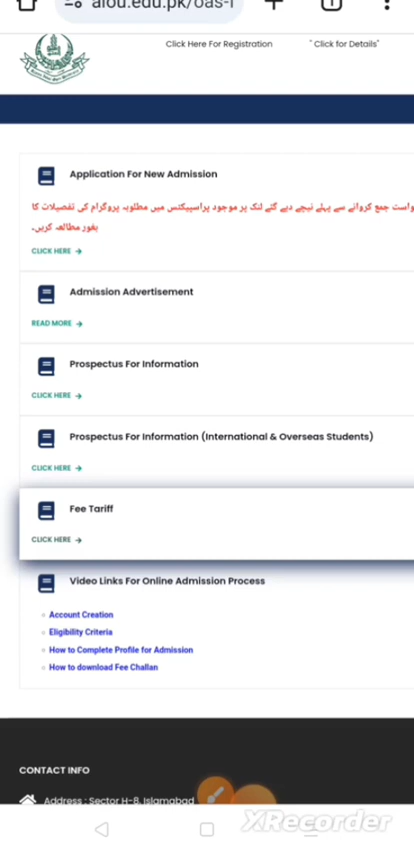 aiou.edu.pk/oas-
Click Here For Registration
" Click for Details"
Application For New Admission
واست جمع کروانے سے پہلے نیچے دیے گئے لنک پر موجود پراسپیکٹس میں مطلوبہ پروگرام کی تفصیلات کا
بغور مطالعہ کریں۔
CLICK HERE →
Admission Advertisement
READ MORE →
Prospectus For Information
CLICK HERE →
Prospectus For Information (International & Overseas Students)
CLICK HERE →
Fee Tariff
CLICK HERE →
Video Links For Online Admission Process
Account Creation
Eligibility Criteria
How to Complete Profile for Admission
How to download Fee Challan
CONTACT INFO
Address : Sector H-8, Islamabad
XRecorder